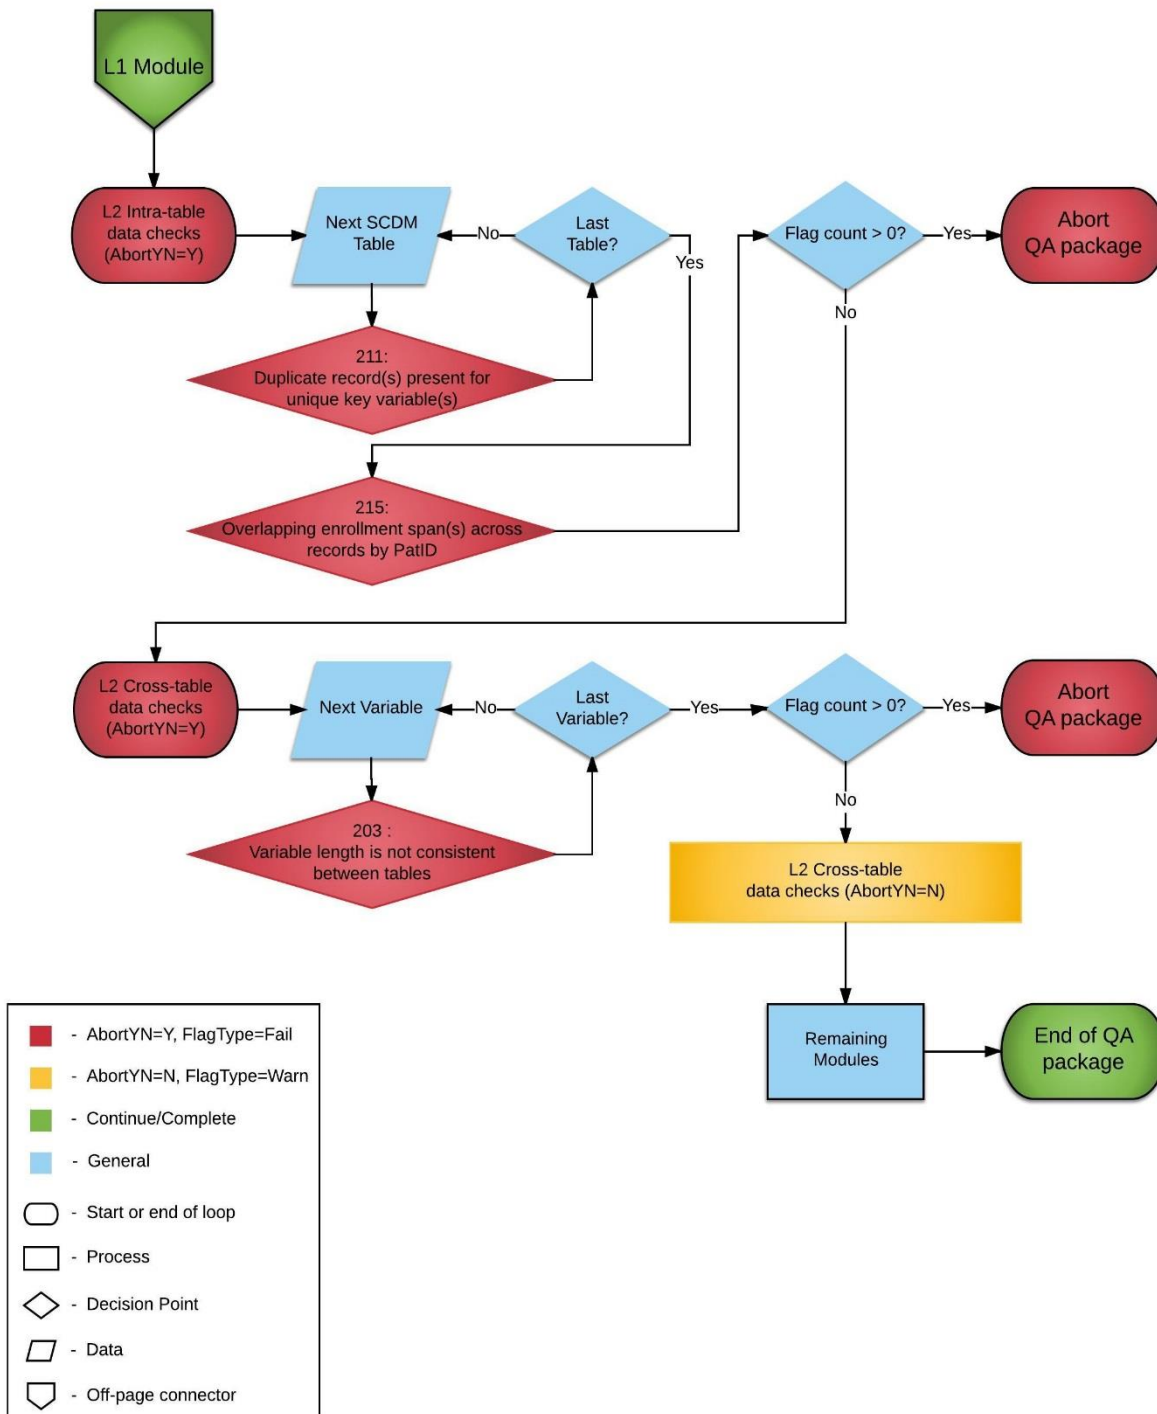 L1 Module
L2 Intra-table
data checks
(AbortYN=Y)
Next SCDM
Table
No
Last
Table?
Yes
Flag count > 0?
Yes
Abort
QA package
No
211:
Duplicate record(s) present for
unique key variable(s)
215:
Overlapping enrollment span(s) across
records by PatID
L2 Cross-table
data checks
(AbortYN=Y)
Next Variable
No
Last
Variable?
Yes
Flag count > 0?
Yes
Abort
QA package
No
203 :
Variable length is not consistent
between tables
L2 Cross-table
data checks (AbortYN=N)
Remaining
Modules
End of QA
package
- AbortYN=Y, FlagType=Fail
- AbortYN=N, FlagType=Warn
- Continue/Complete
- General
- Start or end of loop
- Process
- Decision Point
- Data
- Off-page connector